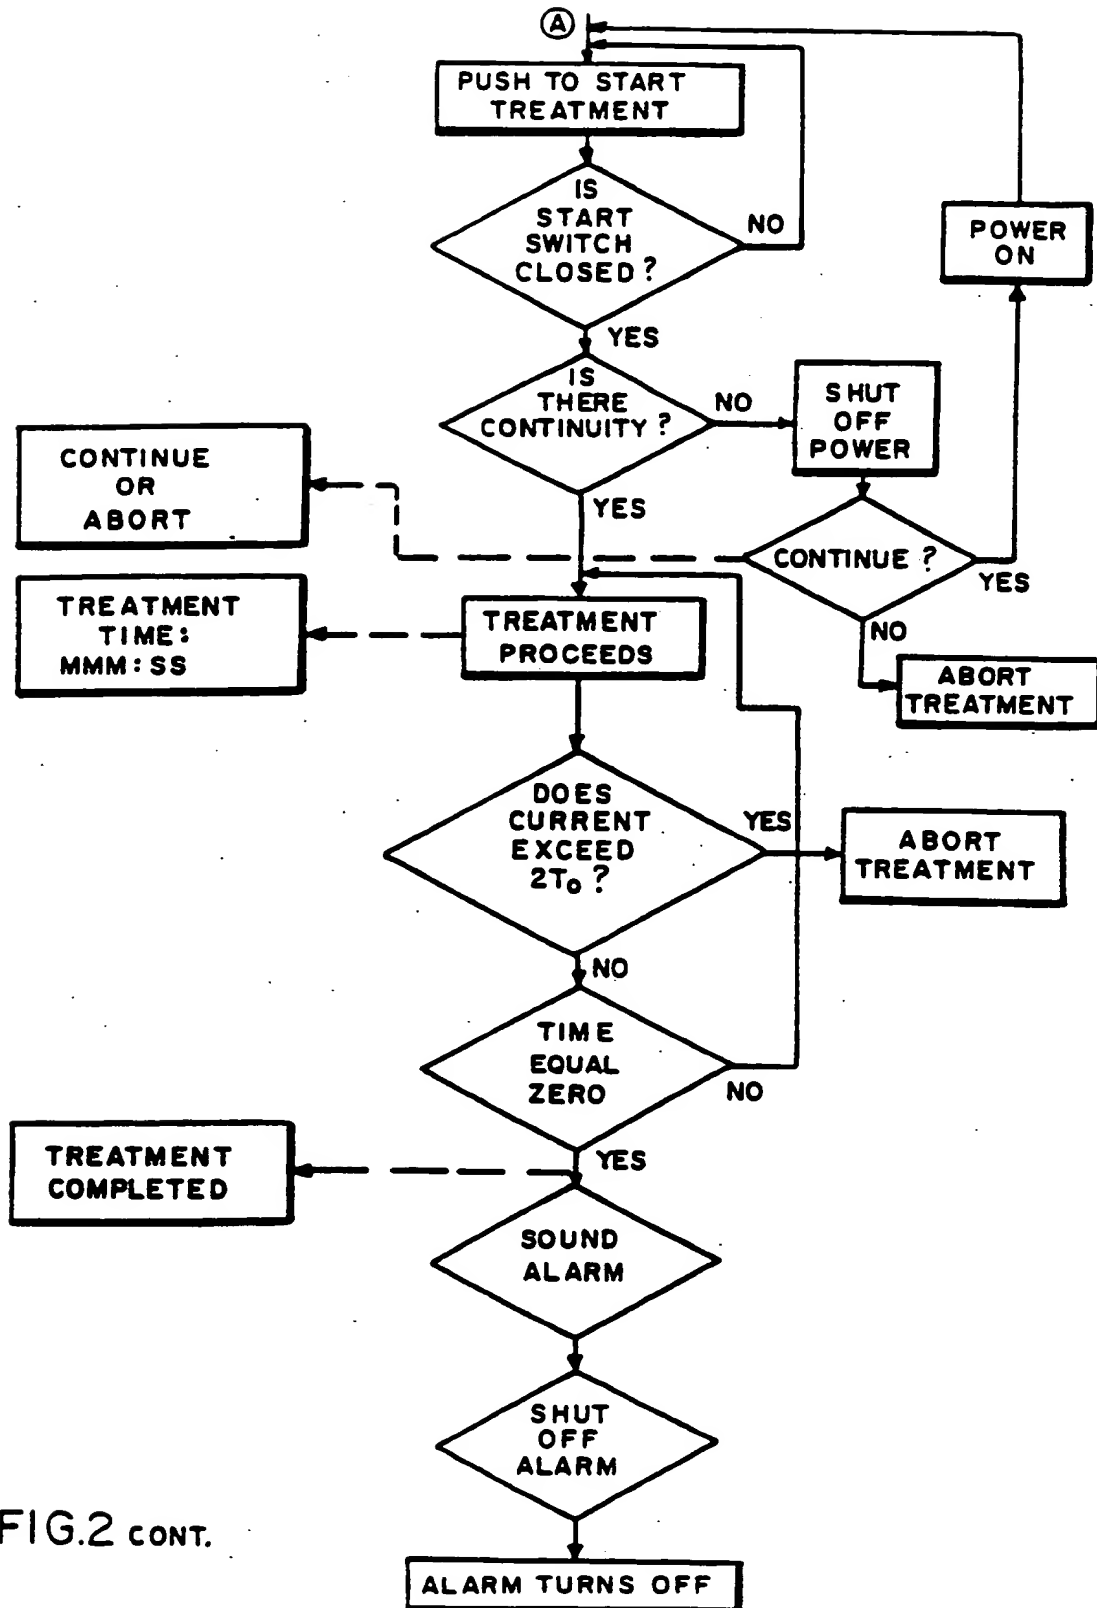 A
PUSH TO START
TREATMENT
IS
START
SWITCH
CLOSED?
NO
POWER
ON
YES
IS
THERE
CONTINUITY?
NO
SHUT
OFF
POWER
CONTINUE
OR
ABORT
YES
CONTINUE?
YES
TREATMENT
TIME:
MMM:SS
TREATMENT
PROCEEDS
NO
ABORT
TREATMENT
DOES
CURRENT
EXCEED
2To?
YES
ABORT
TREATMENT
NO
TIME
EQUAL
ZERO
NO
YES
TREATMENT
COMPLETED
SOUND
ALARM
SHUT
OFF
ALARM
FIG.2 CONT.
ALARM TURNS OFF